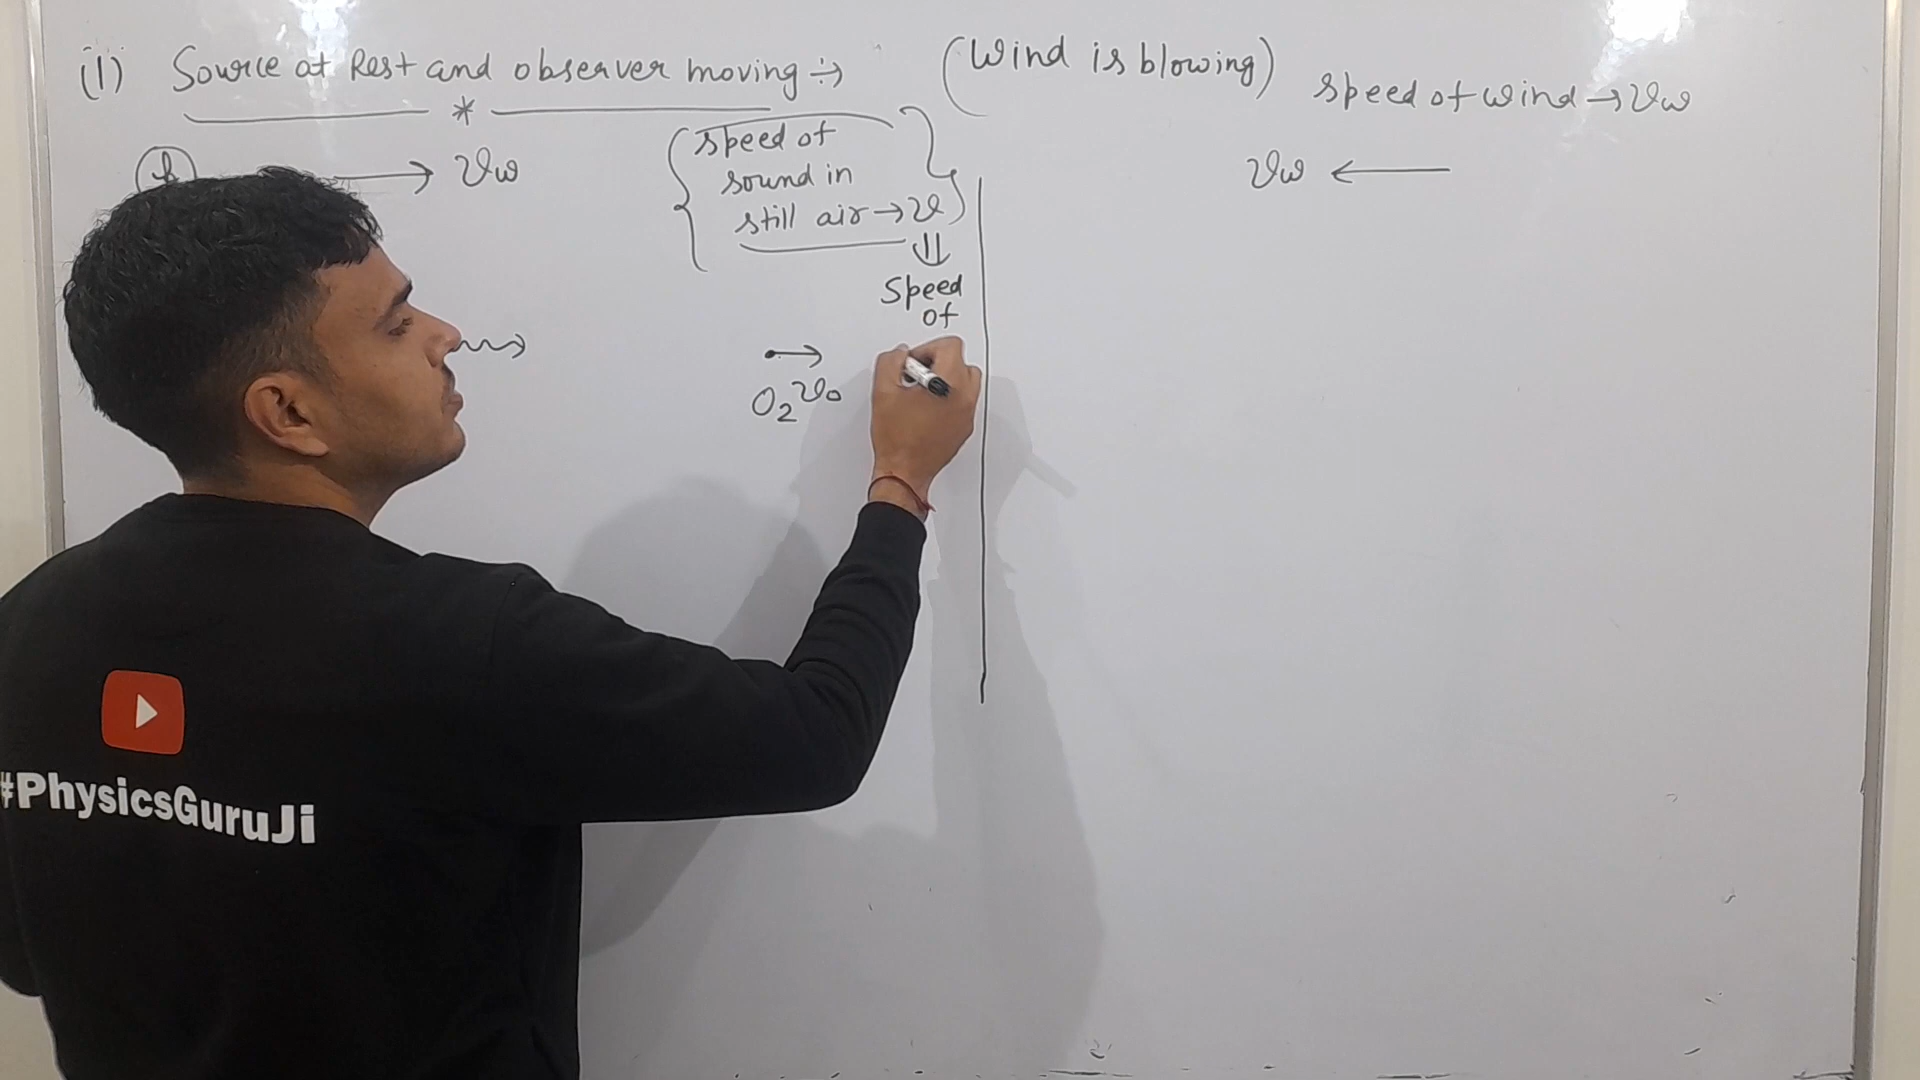 (1) Source at Rest and observer moving :→ (Wind is blowing)
speed of wind → vw
→ vw
speed of
sound in
still air → v
⇓
Speed
of
vw ←
O2 vo
#PhysicsGuruJi